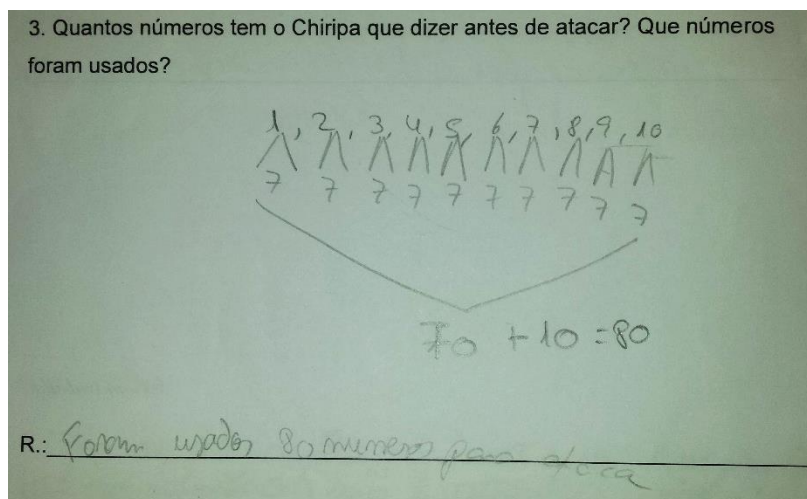 3. Quantos números tem o Chiripa que dizer antes de atacar? Que números
foram usados?
1, 2, 3, 4, 5, 6, 7, 8, 9, 10
7 7 7 7 7 7 7 7 7 7
70 + 10 = 80
R.: Foram usados 80 numeros para ataca